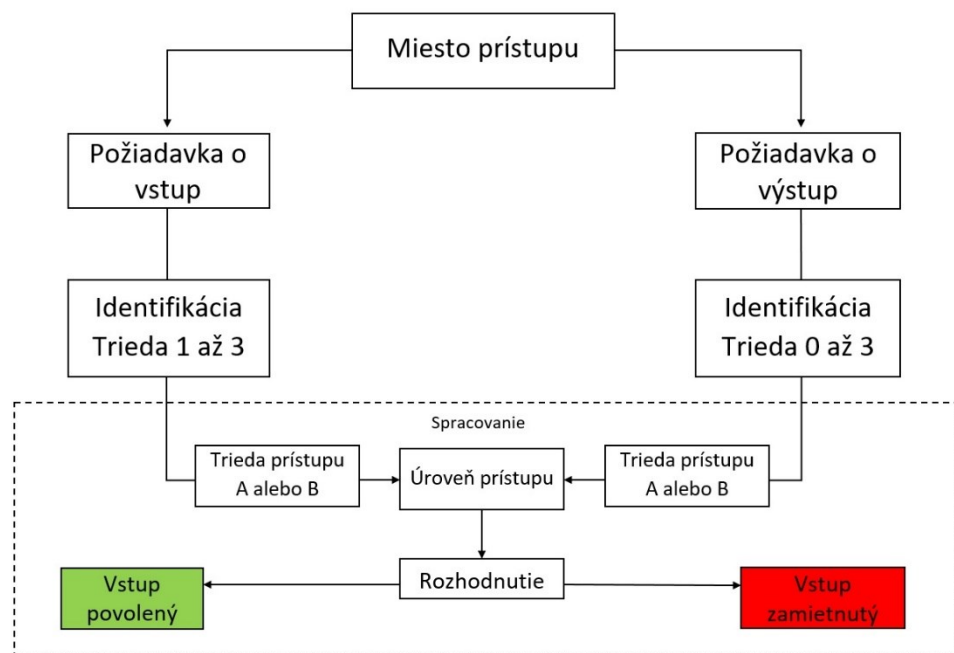 Miesto prístupu
Požiadavka o
vstup
Požiadavka o
výstup
Identifikácia
Trieda 1 až 3
Identifikácia
Trieda 0 až 3
Spracovanie
Trieda prístupu
A alebo B
Úroveň prístupu
Trieda prístupu
A alebo B
Rozhodnutie
Vstup
povolený
Vstup
zamietnutý